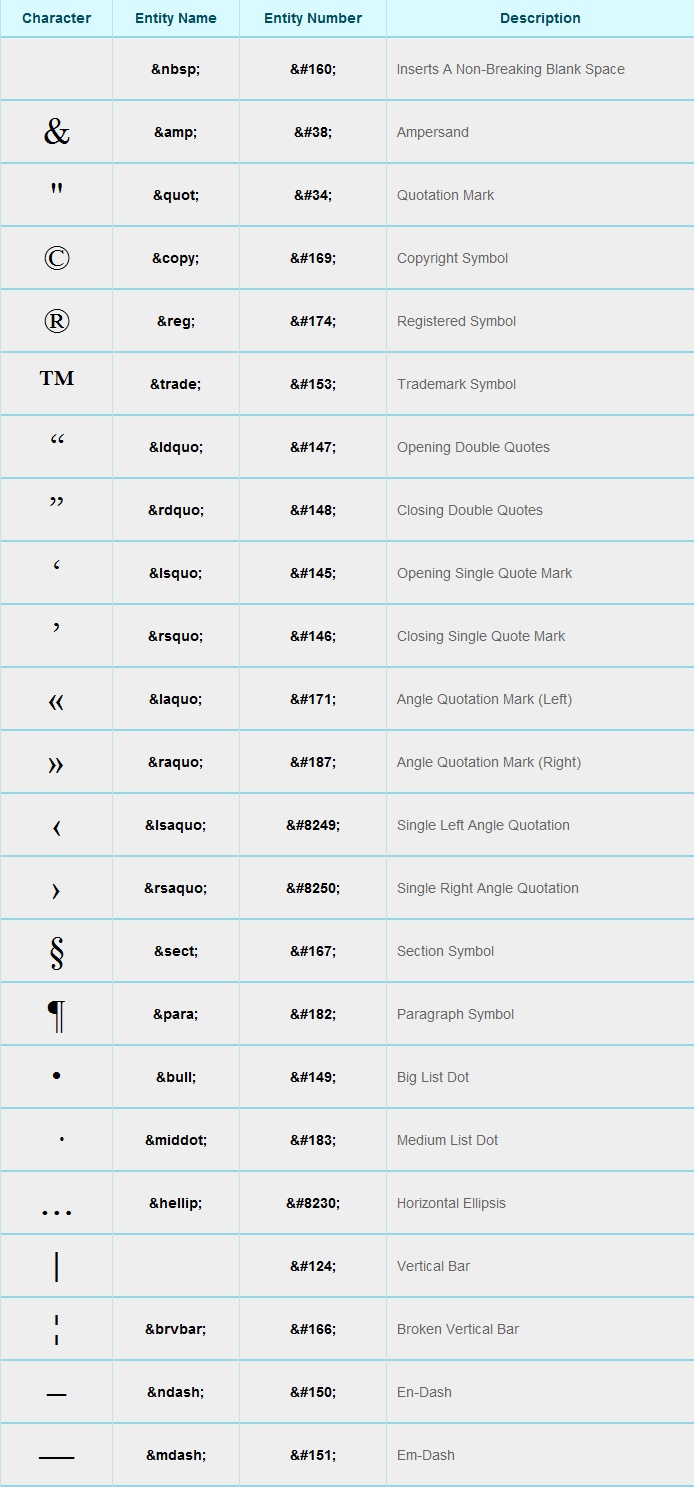 Character Entity Name Entity Number Description
&nbsp; &#160; Inserts A Non-Breaking Blank Space
& &amp; &#38; Ampersand
" &quot; &#34; Quotation Mark
© &copy; &#169; Copyright Symbol
® &reg; &#174; Registered Symbol
™ &trade; &#153; Trademark Symbol
“ &ldquo; &#147; Opening Double Quotes
” &rdquo; &#148; Closing Double Quotes
‘ &lsquo; &#145; Opening Single Quote Mark
’ &rsquo; &#146; Closing Single Quote Mark
« &laquo; &#171; Angle Quotation Mark (Left)
» &raquo; &#187; Angle Quotation Mark (Right)
‹ &lsaquo; &#8249; Single Left Angle Quotation
› &rsaquo; &#8250; Single Right Angle Quotation
§ &sect; &#167; Section Symbol
¶ &para; &#182; Paragraph Symbol
• &bull; &#149; Big List Dot
· &middot; &#183; Medium List Dot
… &hellip; &#8230; Horizontal Ellipsis
| &#124; Vertical Bar
¦ &brvbar; &#166; Broken Vertical Bar
– &ndash; &#150; En-Dash
— &mdash; &#151; Em-Dash